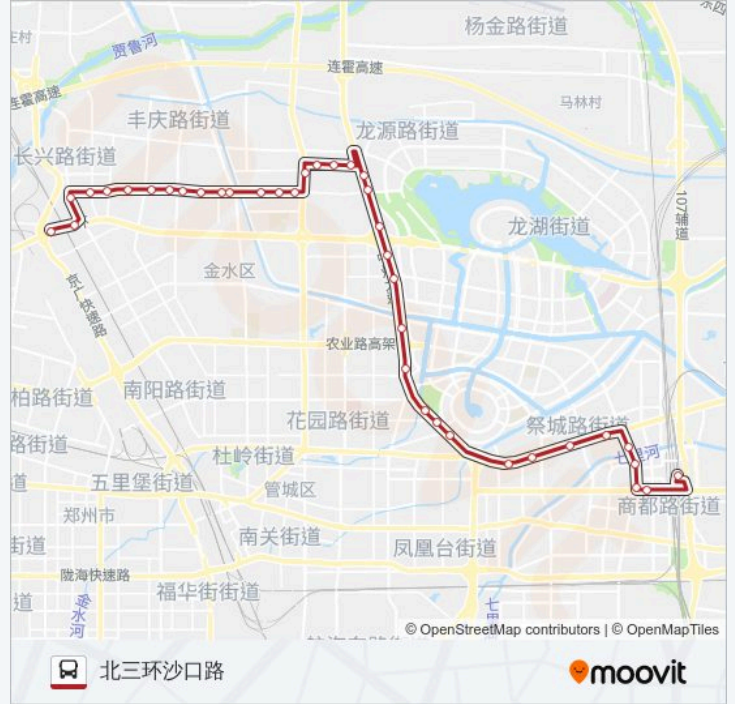 杨金路街道
贾鲁河
连霍高速
连霍高速
马林村
丰庆路街道
龙源路街道
长兴路街道
107辅道
龙湖街道
金水区
京广快速路
农业路高架
南阳路街道
柏路街道
花园路街道
祭城路街道
路街道
杜岭街道
七里河
道
五里堡街道
管城区
商都路街道
郑州市
南关街道
凤凰台街道
街道
陇海快速路
福华街街道
道
金水河
© OpenStreetMap contributors | © OpenMapTiles
北三环沙口路
moovit